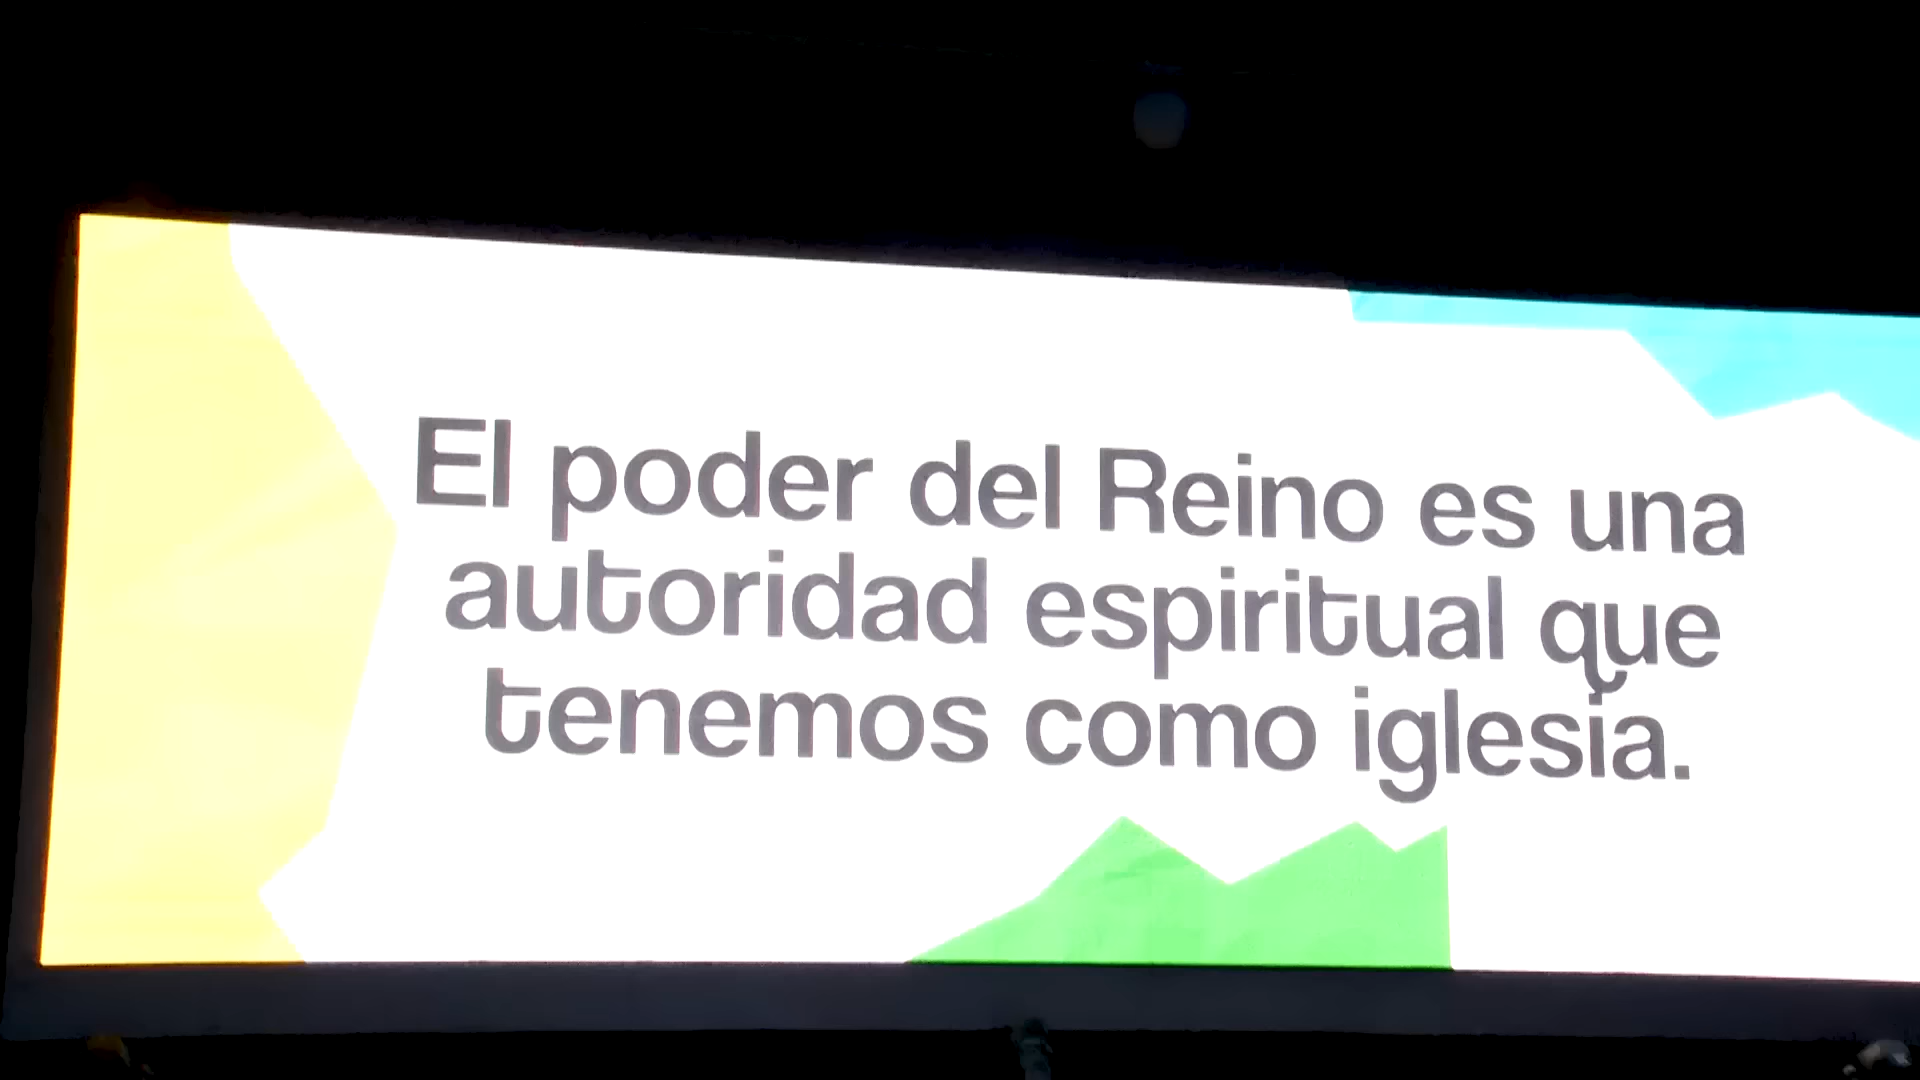 El poder del Reino es una
autoridad espiritual que
tenemos como iglesia.